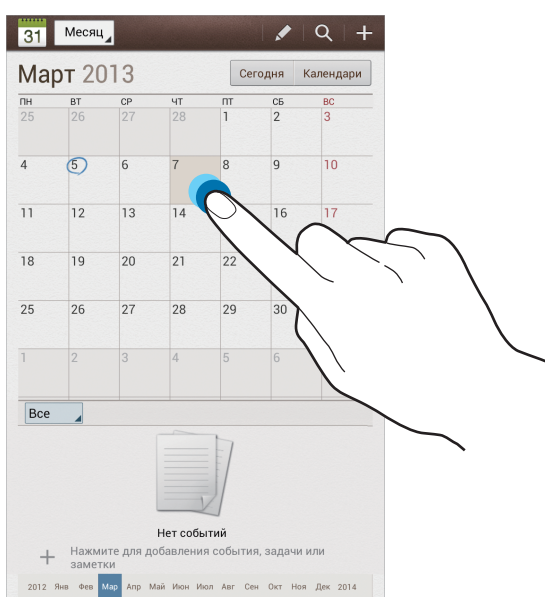 31 Месяц
Март 2013
Сегодня Календари
ПН ВТ СР ЧТ ПТ СБ ВС
25 26 27 28 1 2 3
4 5 6 7 8 9 10
11 12 13 14 16 17
18 19 20 21 22
25 26 27 28 29 30
1 2 3 4 5 6
Все
Нет событий
Нажмите для добавления события, задачи или
заметки
2012 Янв Фев Мар Апр Май Июн Июл Авг Сен Окт Ноя Дек 2014